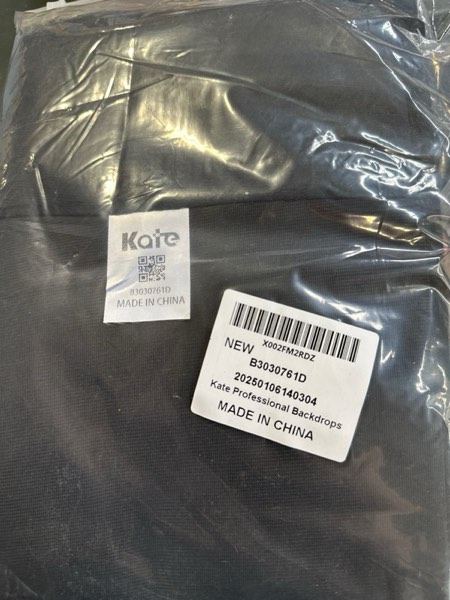 Kate
B3030761D
MADE IN CHINA
X002FM2RDZ
NEW
B3030761D
20250106140304
Kate Professional Backdrops
MADE IN CHINA